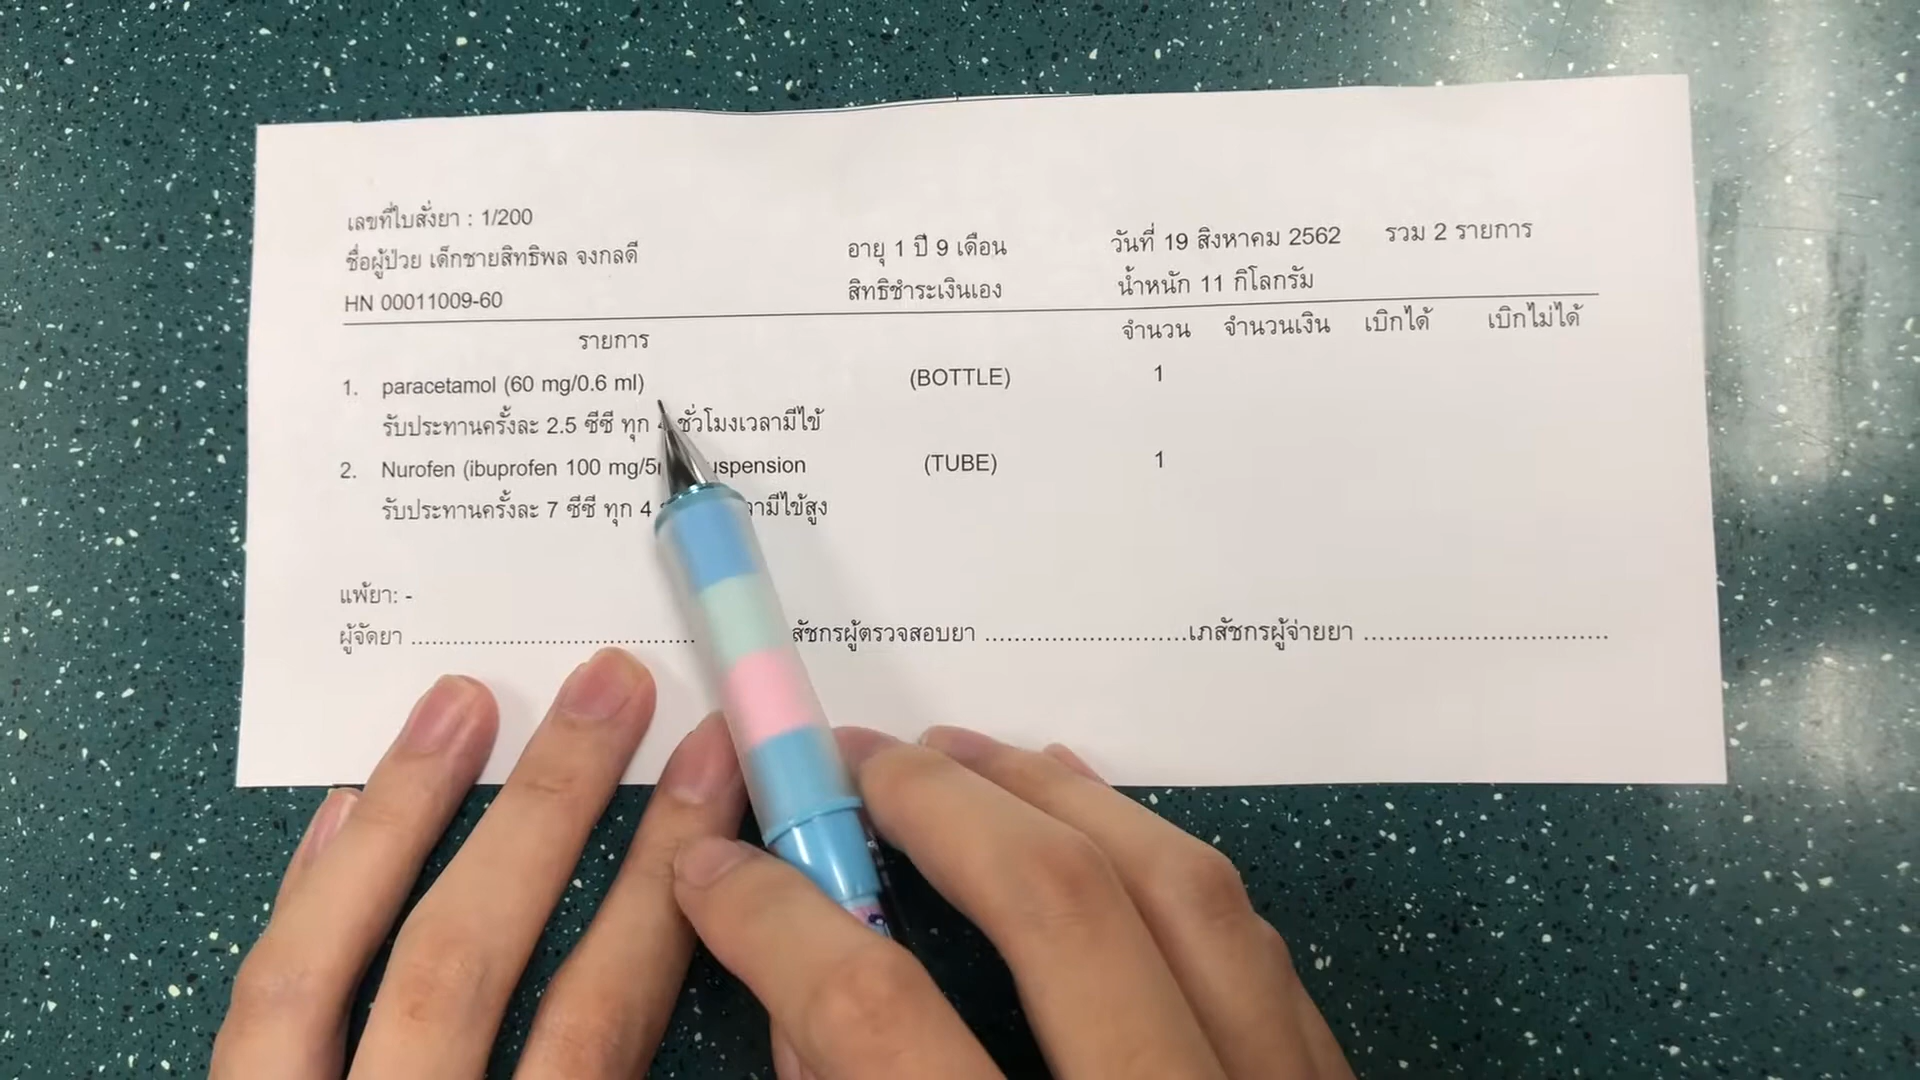 เลขที่ใบสั่งยา : 1/200
ชื่อผู้ป่วย เด็กชายสิทธิพล จงกลดี อายุ 1 ปี 9 เดือน วันที่ 19 สิงหาคม 2562 รวม 2 รายการ
HN 00011009-60 สิทธิชำระเงินเอง น้ำหนัก 11 กิโลกรัม
รายการ จำนวน จำนวนเงิน เบิกได้ เบิกไม่ได้
1. paracetamol (60 mg/0.6 ml) (BOTTLE) 1
รับประทานครั้งละ 2.5 ซีซี ทุก 4 ชั่วโมงเวลามีไข้
2. Nurofen (ibuprofen 100 mg/5 (TUBE) 1
รับประทานครั้งละ 7 ซีซี ทุก 4 มีไข้สูง
แพ้ยา: -
ผู้จัดยา .......................................... สัชกรผู้ตรวจสอบยา .............................เภสัชกรผู้จ่ายยา ...................................